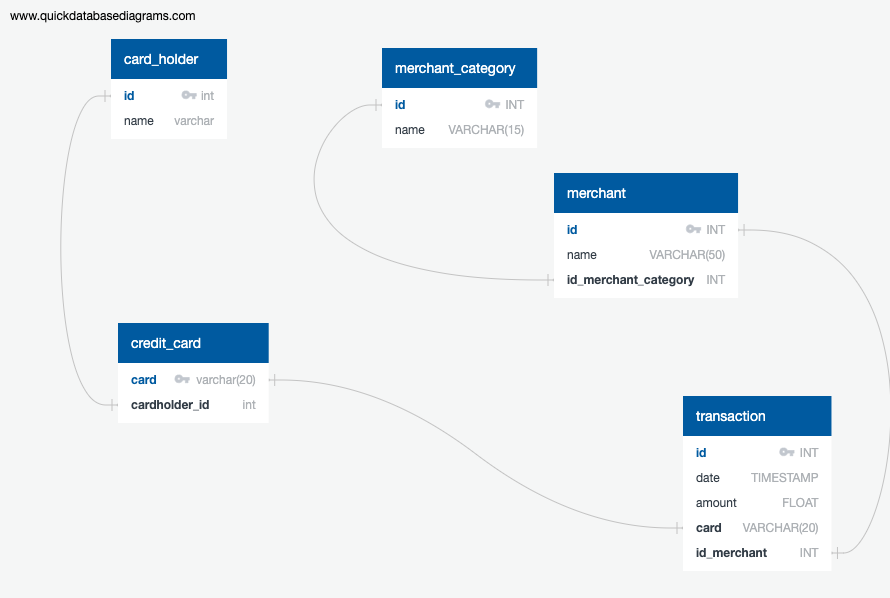 www.quickdatabasediagrams.com
card_holder
id int
name varchar
merchant_category
id INT
name VARCHAR(15)
merchant
id INT
name VARCHAR(50)
id_merchant_category INT
credit_card
card varchar(20)
cardholder_id int
transaction
id INT
date TIMESTAMP
amount FLOAT
card VARCHAR(20)
id_merchant INT